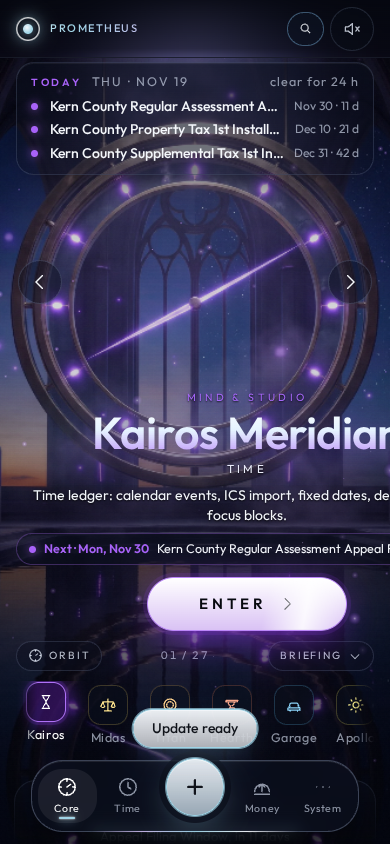 PROMETHEUS
TODAY THU · NOV 19 clear for 24 h
Kern County Regular Assessment A... Nov 30 · 11 d
Kern County Property Tax 1st Install... Dec 10 · 21 d
Kern County Supplemental Tax 1st In... Dec 31 · 42 d
MIND & STUDIO
Kairos Meridian
TIME
Time ledger: calendar events, ICS import, fixed dates, de
focus blocks.
Next · Mon, Nov 30 Kern County Regular Assessment Appeal F
ENTER
ORBIT 01 / 27 BRIEFING
Kairos Midas Garage Apollo
Update ready
+
Core Time Money System